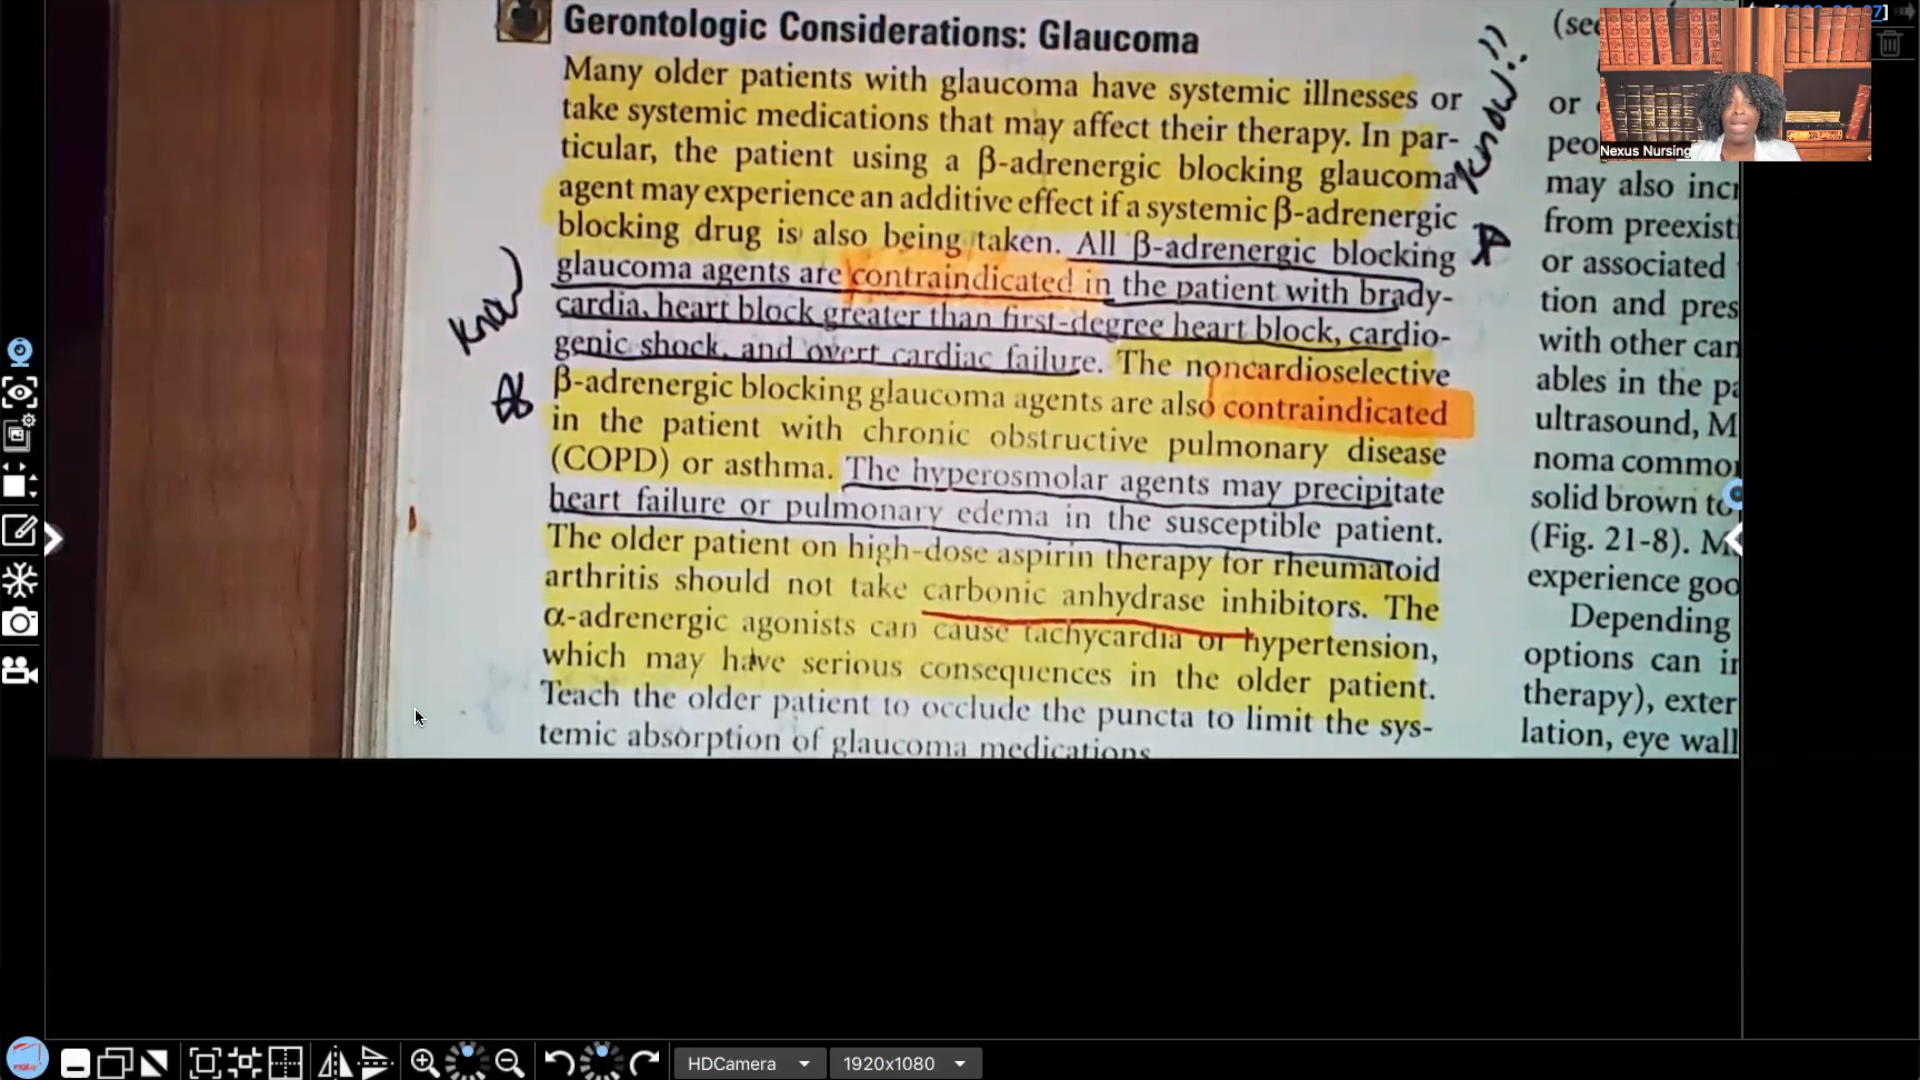 Gerontologic Considerations: Glaucoma
Many older patients with glaucoma have systemic illnesses or
take systemic medications that may affect their therapy. In par-
ticular, the patient using a β-adrenergic blocking glaucoma
agent may experience an additive effect if a systemic β-adrenergic
blocking drug is also being taken. All β-adrenergic blocking
glaucoma agents are contraindicated in the patient with brady-
cardia, heart block greater than first-degree heart block, cardio-
genic shock, and overt cardiac failure. The noncardioselective
β-adrenergic blocking glaucoma agents are also contraindicated
in the patient with chronic obstructive pulmonary disease
(COPD) or asthma. The hyperosmolar agents may precipitate
heart failure or pulmonary edema in the susceptible patient.
The older patient on high-dose aspirin therapy for rheumatoid
arthritis should not take carbonic anhydrase inhibitors. The
α-adrenergic agonists can cause tachycardia or hypertension,
which may have serious consequences in the older patient.
Teach the older patient to occlude the puncta to limit the sys-
temic absorption of glaucoma medications
Know
Know!!
or
may also
from
or associated
tion and
with other
ables in the
ultrasound,
noma
solid brown to
(Fig. 21-8).
experience
Depending
options can
therapy),
lation, eye wall
Nexus Nursing
HDCamera
1920x1080